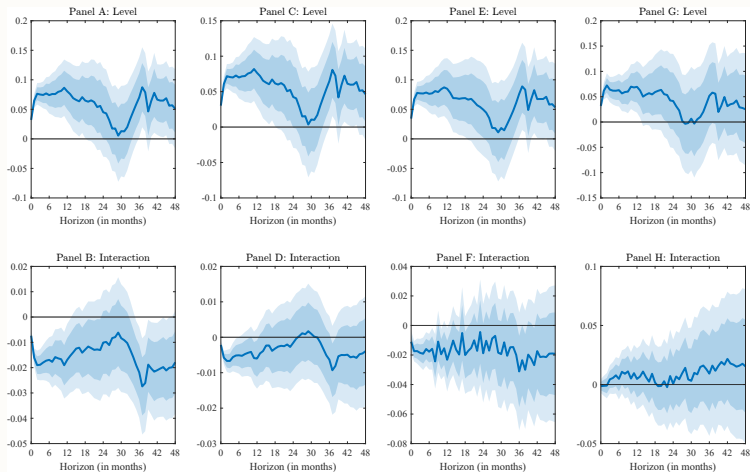 Panel A: Level
0.2
0.15
0.1
0.05
0
-0.05
-0.1
0 6 12 18 24 30 36 42 48
Horizon (in months)
Panel C: Level
0.15
0.1
0.05
0
-0.05
-0.1
0 6 12 18 24 30 36 42 48
Horizon (in months)
Panel E: Level
0.2
0.15
0.1
0.05
0
-0.05
-0.1
0 6 12 18 24 30 36 42 48
Horizon (in months)
Panel G: Level
0.2
0.15
0.1
0.05
0
-0.05
-0.1
-0.15
0 6 12 18 24 30 36 42 48
Horizon (in months)
Panel B: Interaction
0.02
0.01
0
-0.01
-0.02
-0.03
-0.04
-0.05
0 6 12 18 24 30 36 42 48
Horizon (in months)
Panel D: Interaction
0.02
0.01
0
-0.01
-0.02
-0.03
0 6 12 18 24 30 36 42 48
Horizon (in months)
Panel F: Interaction
0.04
0.02
0
-0.02
-0.04
-0.06
-0.08
0 6 12 18 24 30 36 42 48
Horizon (in months)
Panel H: Interaction
0.1
0.05
0
-0.05
0 6 12 18 24 30 36 42 48
Horizon (in months)